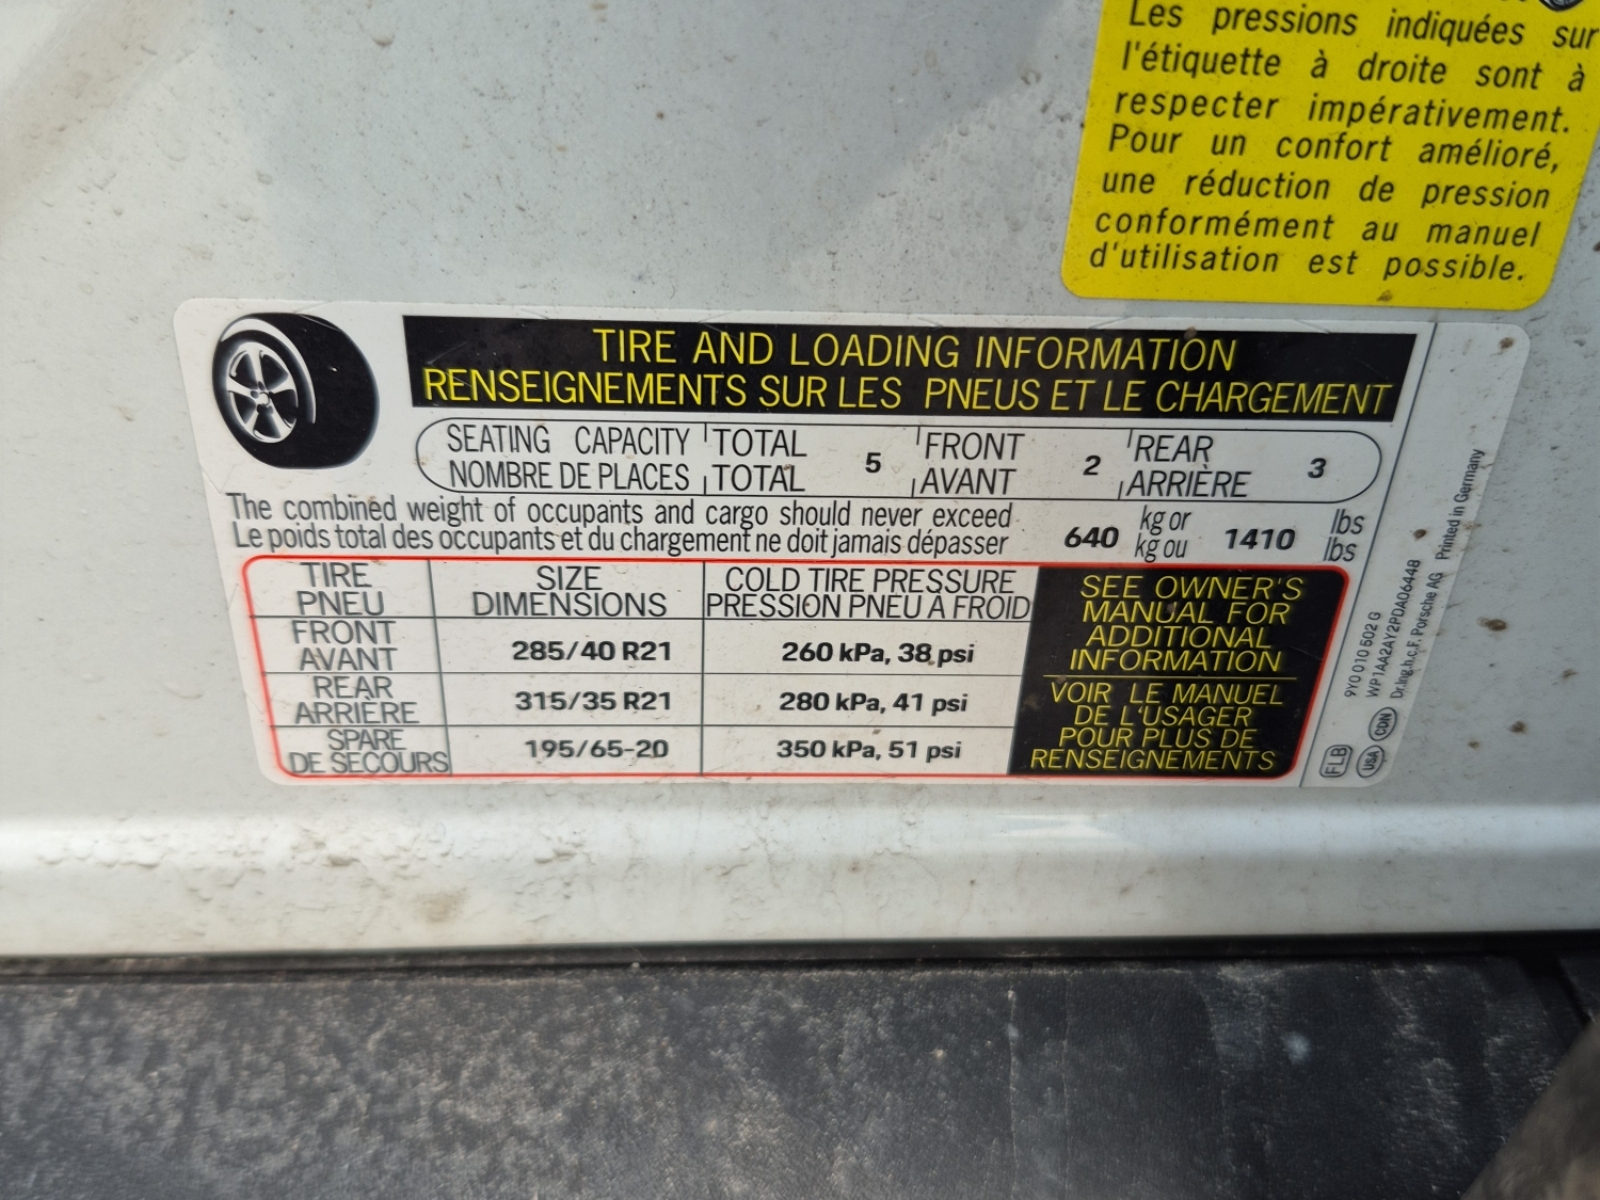 Les pressions indiquées sur
l'étiquette à droite sont à
respecter impérativement.
Pour un confort amélioré,
une réduction de pression
conformément au manuel
d'utilisation est possible.
TIRE AND LOADING INFORMATION
RENSEIGNEMENTS SUR LES PNEUS ET LE CHARGEMENT
SEATING CAPACITY TOTAL 5 FRONT 2 REAR 3
NOMBRE DE PLACES TOTAL AVANT ARRIÈRE
The combined weight of occupants and cargo should never exceed 640 kg or 1410 lbs
Le poids total des occupants et du chargement ne doit jamais dépasser kg ou lbs
TIRE SIZE COLD TIRE PRESSURE
PNEU DIMENSIONS PRESSION PNEU À FROID
FRONT
AVANT 285/40 R21 260 kPa, 38 psi
REAR
ARRIÈRE 315/35 R21 280 kPa, 41 psi
SPARE
DE SECOURS 195/65-20 350 kPa, 51 psi
SEE OWNER'S
MANUAL FOR
ADDITIONAL
INFORMATION
VOIR LE MANUEL
DE L'USAGER
POUR PLUS DE
RENSEIGNEMENTS
9Y0 010 502 G
WP1AA2AY2PDA06448
Dr.Ing.h.c.F. Porsche AG Printed in Germany
FLB
USA CDN